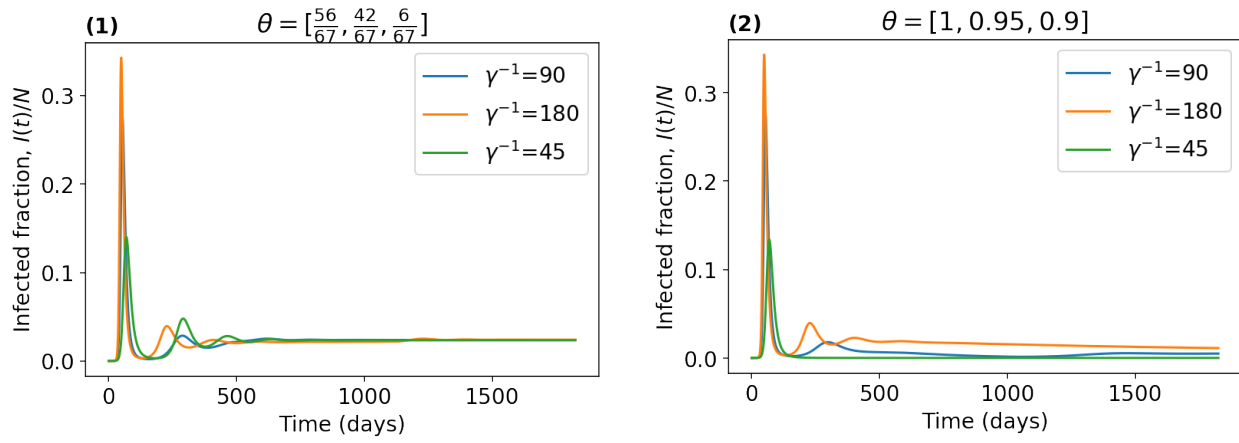 (1)
θ = [56/67, 42/67, 6/67]
Infected fraction, I(t)/N
0.3
0.2
0.1
0.0
γ⁻¹=90
γ⁻¹=180
γ⁻¹=45
0
500
1000
1500
Time (days)
(2)
θ = [1, 0.95, 0.9]
Infected fraction, I(t)/N
0.3
0.2
0.1
0.0
γ⁻¹=90
γ⁻¹=180
γ⁻¹=45
0
500
1000
1500
Time (days)